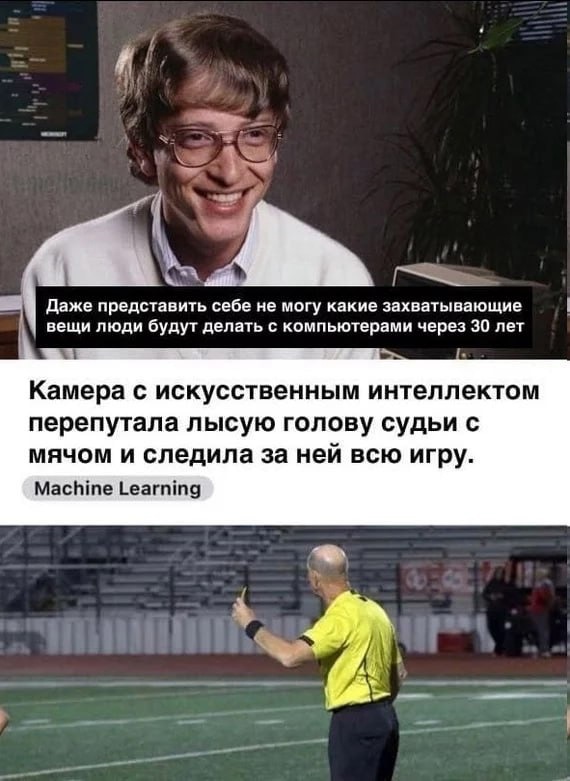 Даже представить себе не могу какие захватывающие
вещи люди будут делать с компьютерами через 30 лет
Камера с искусственным интеллектом
перепутала лысую голову судьи с
мячом и следила за ней всю игру.
Machine Learning